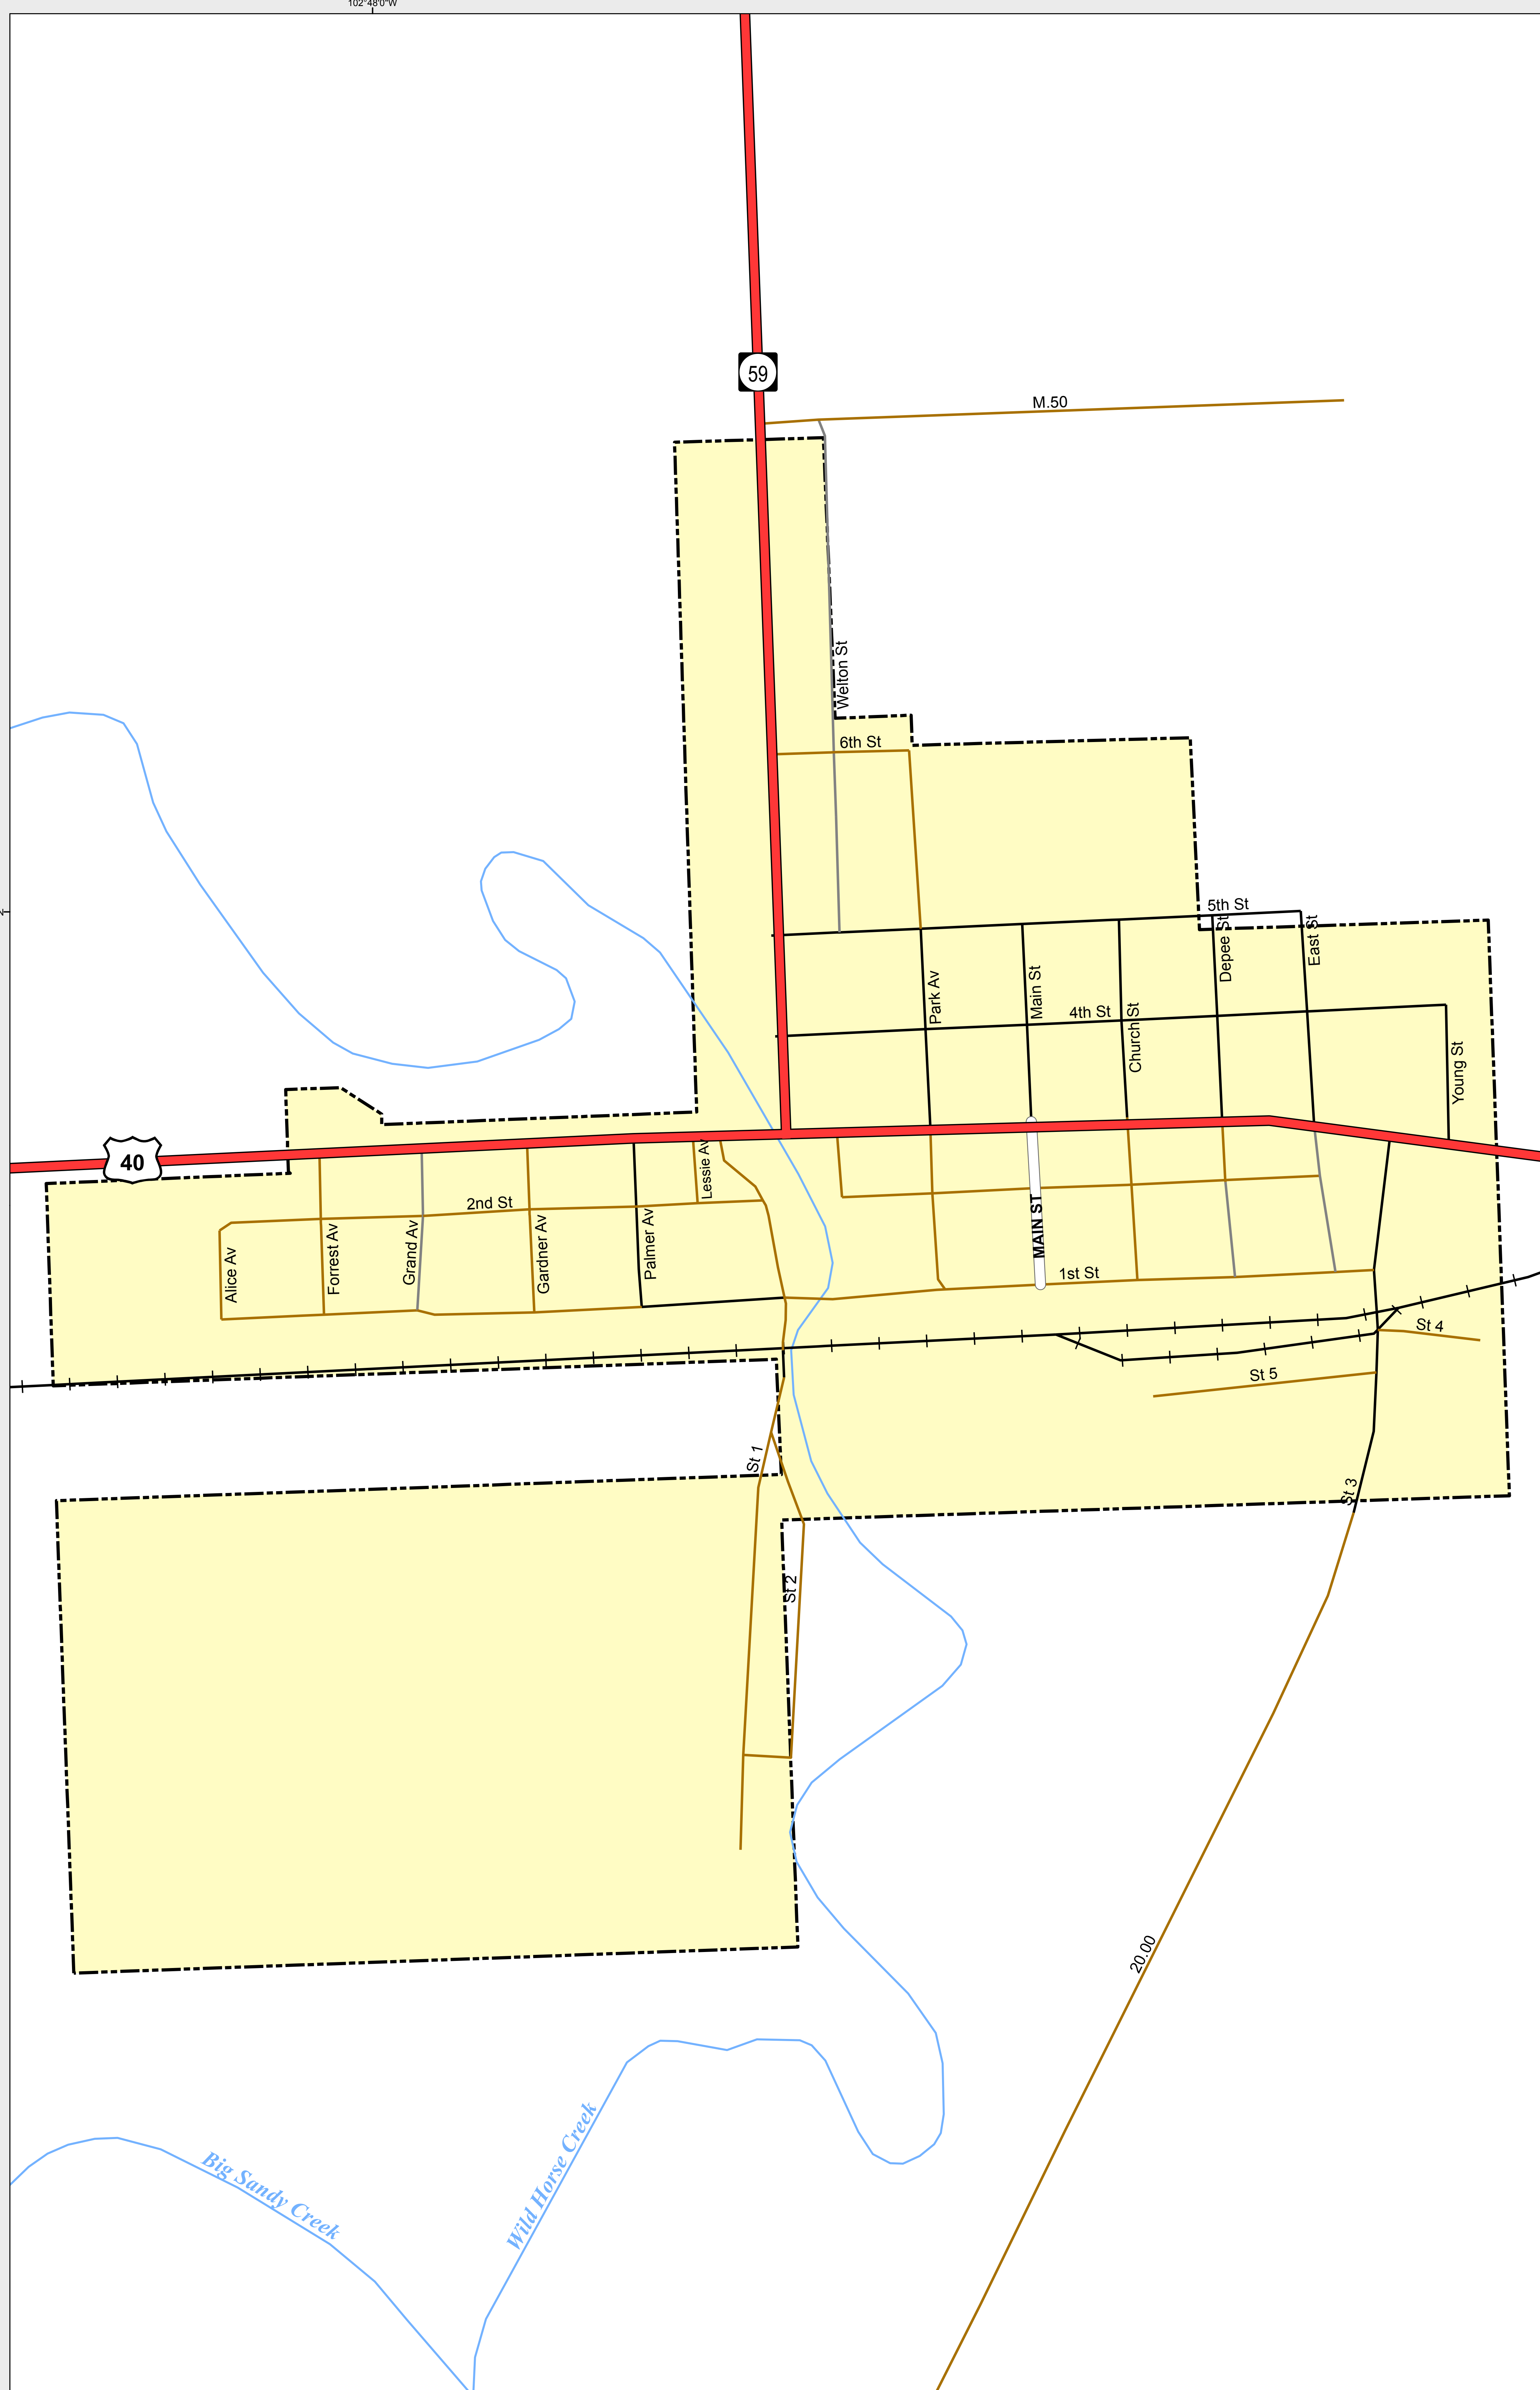 102°48'0"W
59
M.50
Welton St
6th St
5th St
Depee St
East St
Park Av
Main St
4th St
Church St
Young St
40
Lessie Av
2nd St
Alice Av
Forrest Av
Grand Av
Gardner Av
Palmer Av
MAIN ST
1st St
St 4
St 5
St 1
St 3
St 2
20.00
Big Sandy Creek
Wild Horse Creek